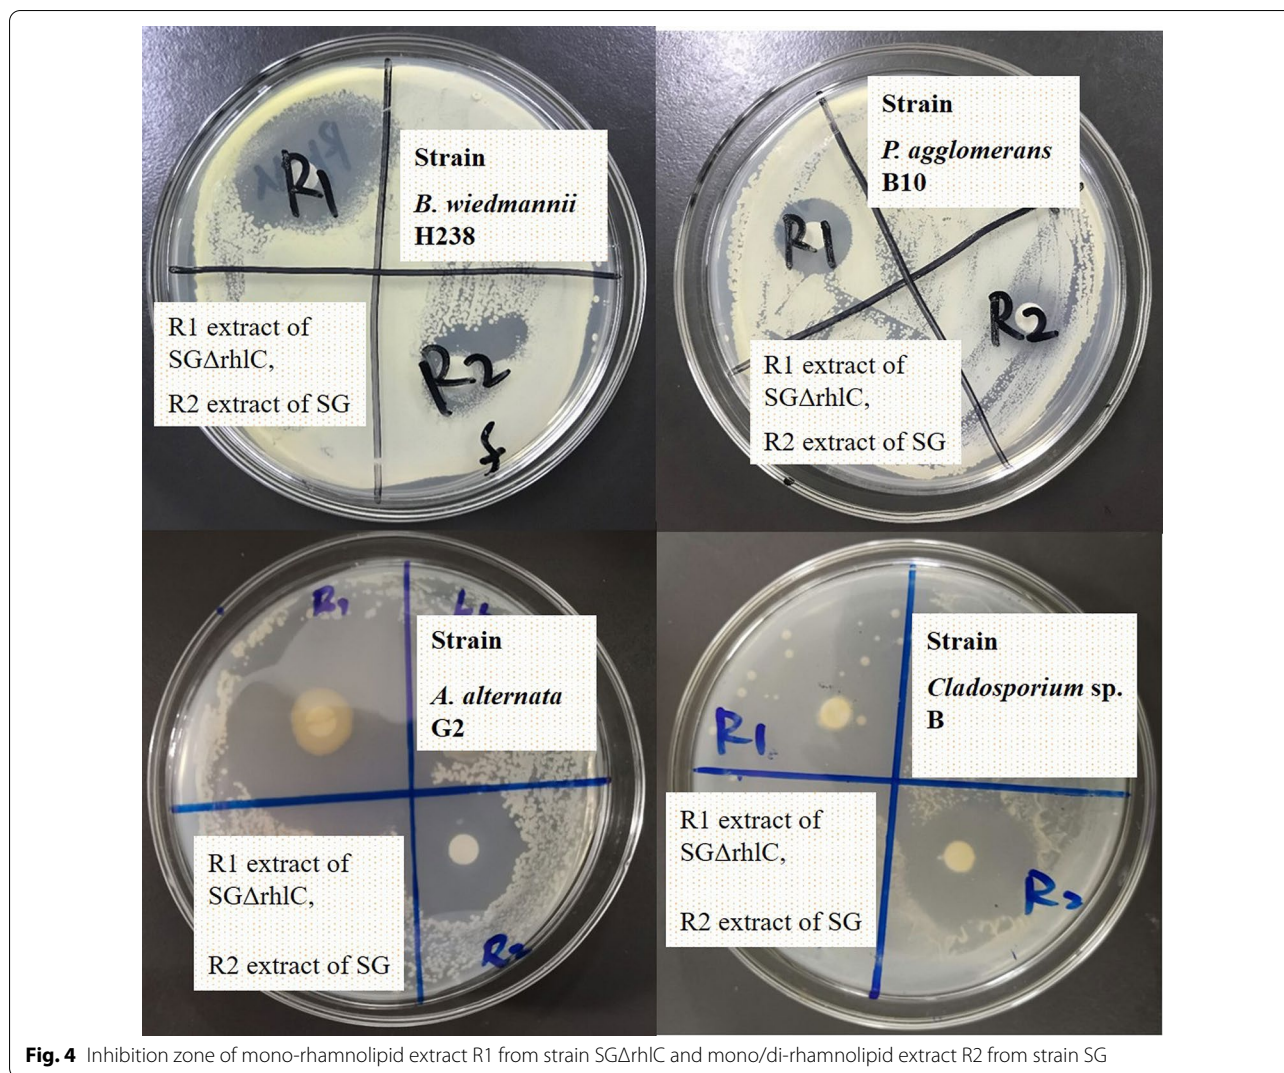 R1
Strain
B. wiedmannii
H238
R1 extract of
SGΔrhlC,
R2 extract of SG
R2
Strain
P. agglomerans
B10
R1
R2
R1 extract of
SGΔrhlC,
R2 extract of SG
R1
Strain
A. alternata
G2
R1 extract of
SGΔrhlC,
R2 extract of SG
R2
Strain
Cladosporium sp.
B
R1
R1 extract of
SGΔrhlC,
R2 extract of SG
R2
Fig. 4 Inhibition zone of mono-rhamnolipid extract R1 from strain SGΔrhlC and mono/di-rhamnolipid extract R2 from strain SG